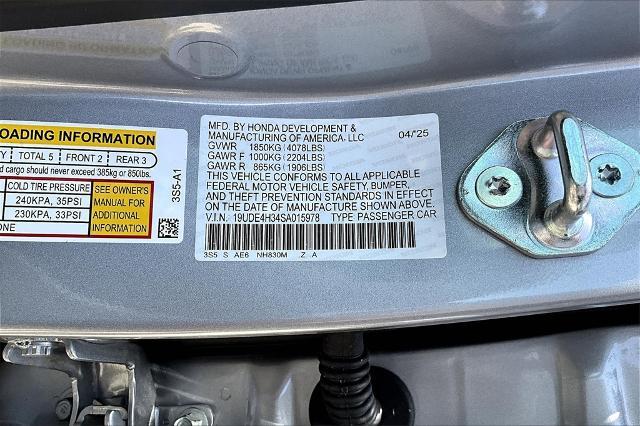 LOADING INFORMATION
TOTAL 5 FRONT 2 REAR 3
cargo should never exceed 385kg or 850lbs.
COLD TIRE PRESSURE
240KPA, 35PSI
230KPA, 33PSI
SEE OWNER'S
MANUAL FOR
ADDITIONAL
INFORMATION
3S5-A1
MFD. BY HONDA DEVELOPMENT &
MANUFACTURING OF AMERICA, LLC 04/'25
GVWR 1850KG(4078LBS)
GAWR F 1000KG(2204LBS)
GAWR R 865KG(1906LBS)
THIS VEHICLE CONFORMS TO ALL APPLICABLE
FEDERAL MOTOR VEHICLE SAFETY, BUMPER,
AND THEFT PREVENTION STANDARDS IN EFFECT
ON THE DATE OF MANUFACTURE SHOWN ABOVE.
V.I.N. 19UDE4H34SA015978 TYPE PASSENGER CAR
3S5 S AE6 NH830M .Z .A